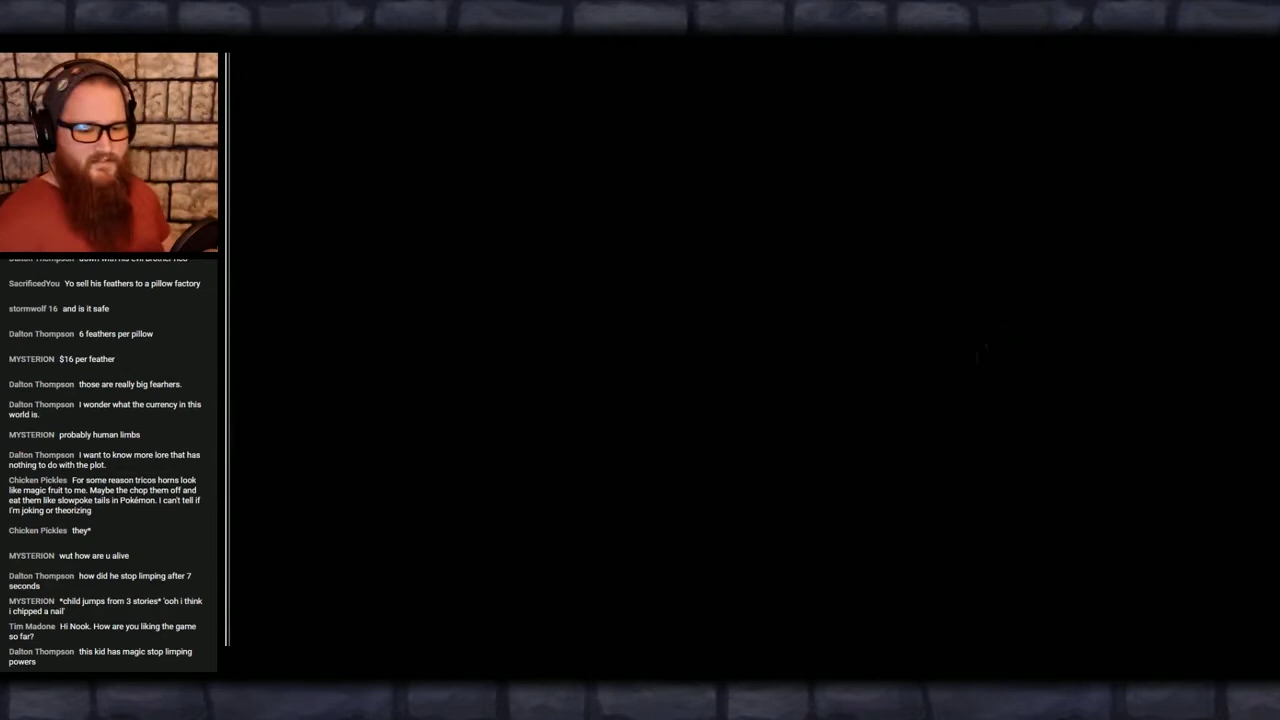 SacrificedYou Yo sell his feathers to a pillow factory
stormwolf 16 and is it safe
Dalton Thompson 6 feathers per pillow
MYSTERION $16 per feather
Dalton Thompson those are really big fearhers.
Dalton Thompson I wonder what the currency in this
world is.
MYSTERION probably human limbs
Dalton Thompson I want to know more lore that has
nothing to do with the plot.
Chicken Pickles For some reason tricos horns look
like magic fruit to me. Maybe the chop them off and
eat them like slowpoke tails in Pokémon. I can't tell if
I'm joking or theorizing
Chicken Pickles they*
MYSTERION wut how are u alive
Dalton Thompson how did he stop limping after 7
seconds
MYSTERION *child jumps from 3 stories* 'ooh i think
i chipped a nail'
Tim Madone Hi Nook. How are you liking the game
so far?
Dalton Thompson this kid has magic stop limping
powers